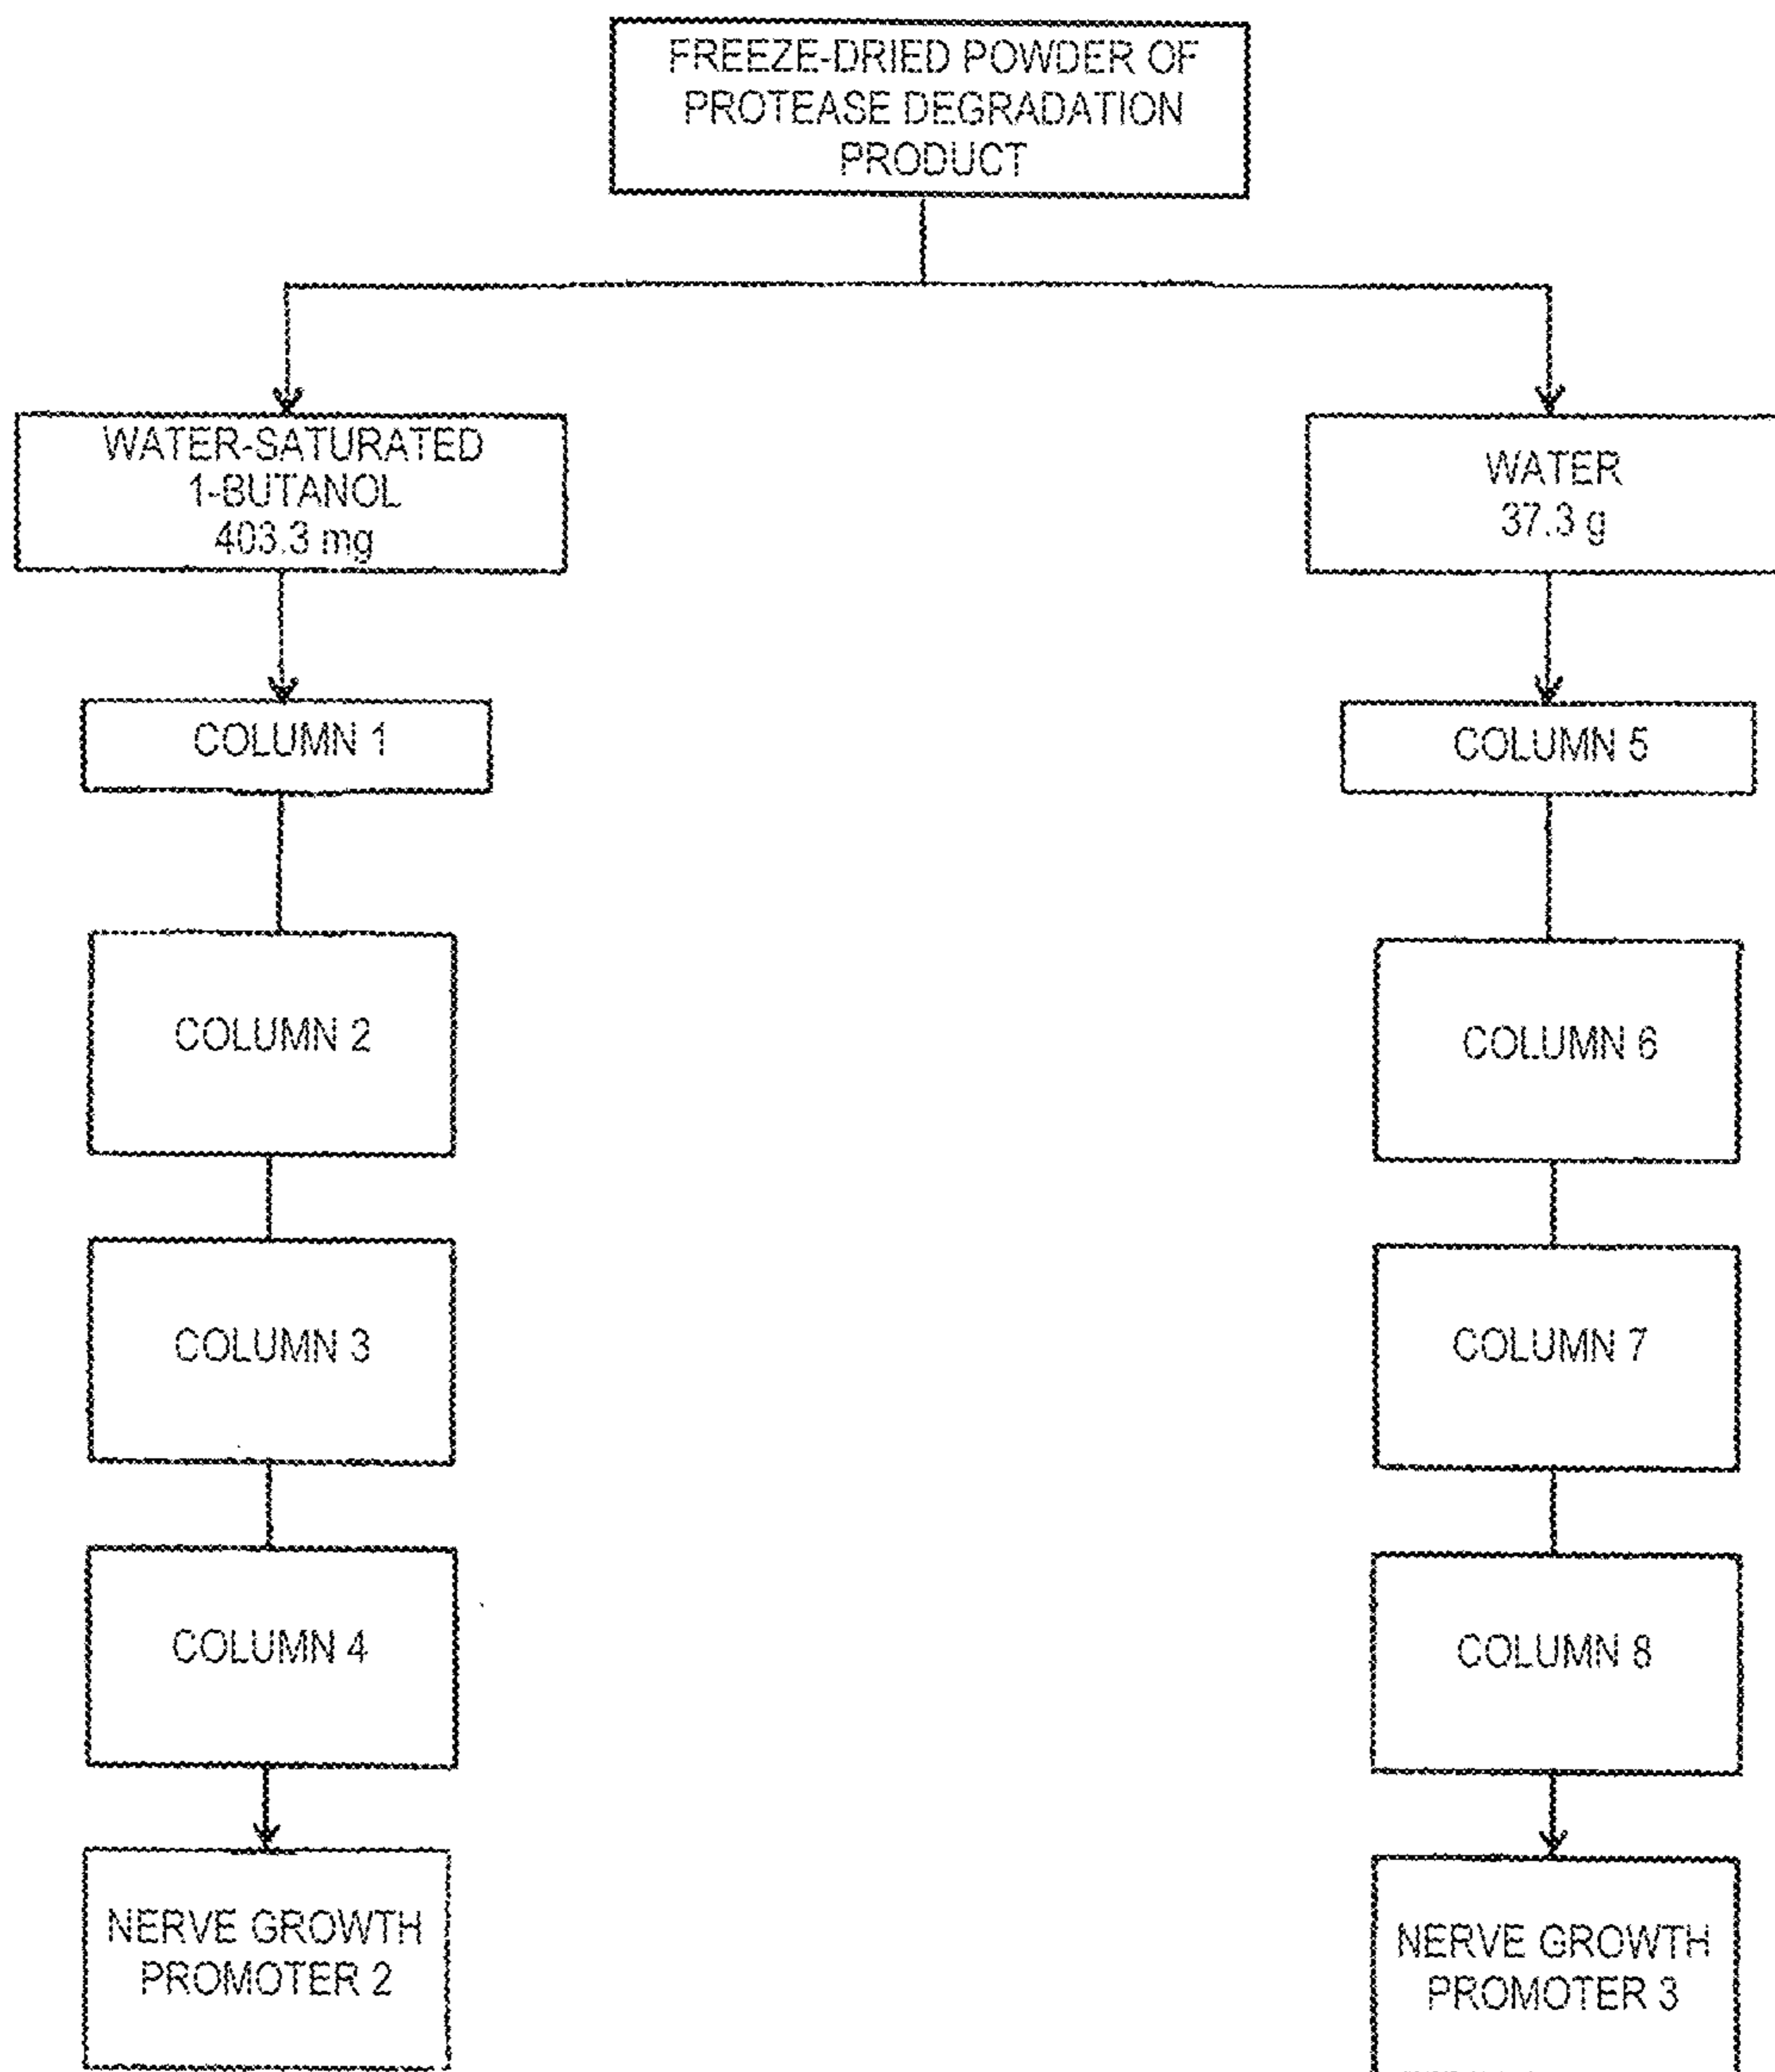 FREEZE-DRIED POWDER OF
PROTEASE DEGRADATION
PRODUCT
WATER-SATURATED
1-BUTANOL
403.3 mg
WATER
37.3 g
COLUMN 1
COLUMN 5
COLUMN 2
COLUMN 6
COLUMN 3
COLUMN 7
COLUMN 4
COLUMN 8
NERVE GROWTH
PROMOTER 2
NERVE GROWTH
PROMOTER 3